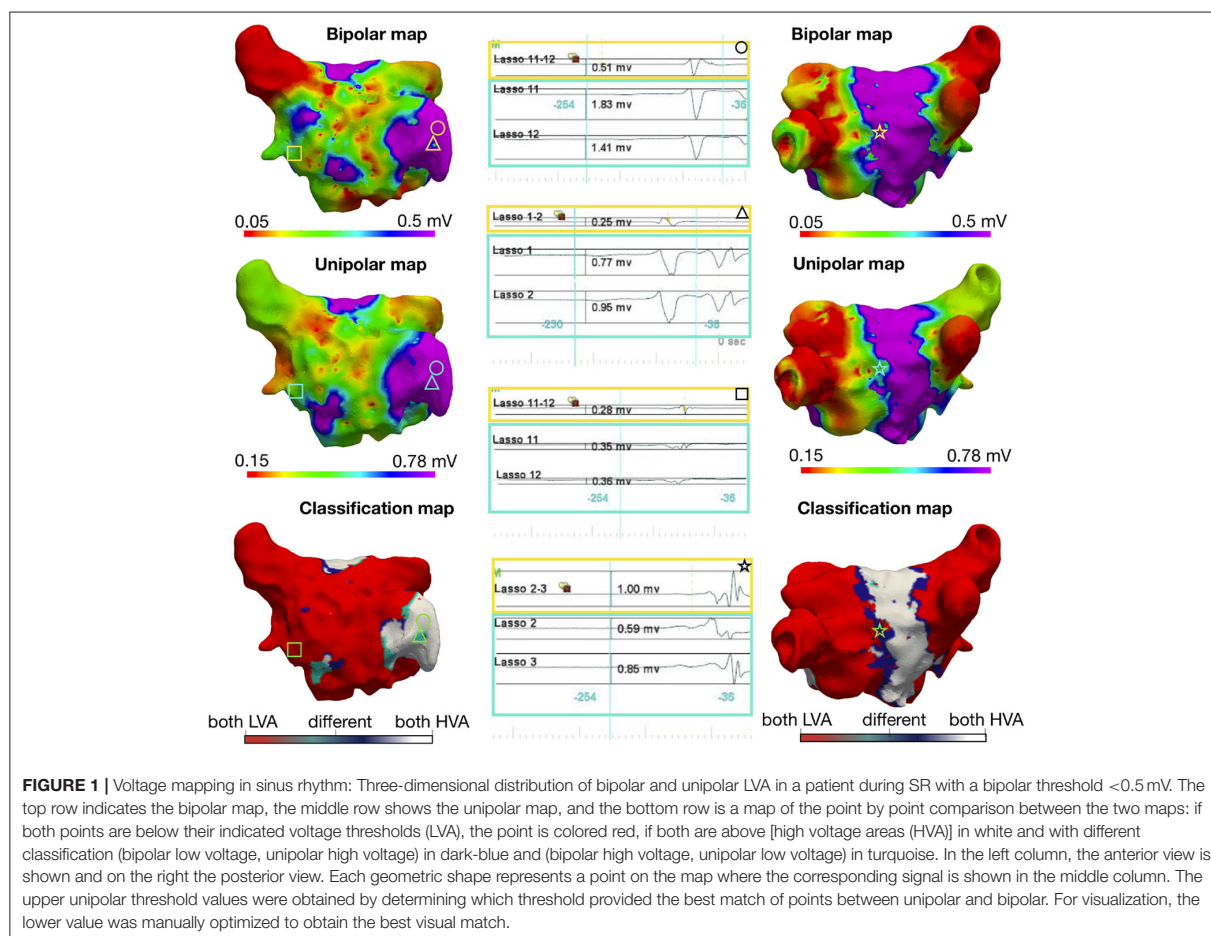 Bipolar map
Bipolar map
Lasso 11-12
0.51 mv
Lasso 11
-254
1.83 mv
-36
Lasso 12
1.41 mv
0.05
0.5 mV
0.05
0.5 mV
Lasso 1-2
0.25 mv
Unipolar map
Unipolar map
Lasso 1
0.77 mv
Lasso 2
0.95 mv
-230
-36
0 sec
Lasso 11-12
0.28 mv
Lasso 11
0.35 mv
Lasso 12
0.36 mv
-254
-36
0.15
0.78 mV
0.15
0.78 mV
Classification map
Classification map
Lasso 2-3
1.00 mv
Lasso 2
0.59 mv
Lasso 3
0.85 mv
-254
-36
both LVA different both HVA
both LVA different both HVA
FIGURE 1 | Voltage mapping in sinus rhythm: Three-dimensional distribution of bipolar and unipolar LVA in a patient during SR with a bipolar threshold <0.5 mV. The
top row indicates the bipolar map, the middle row shows the unipolar map, and the bottom row is a map of the point by point comparison between the two maps: if
both points are below their indicated voltage thresholds (LVA), the point is colored red, if both are above [high voltage areas (HVA)] in white and with different
classification (bipolar low voltage, unipolar high voltage) in dark-blue and (bipolar high voltage, unipolar low voltage) in turquoise. In the left column, the anterior view is
shown and on the right the posterior view. Each geometric shape represents a point on the map where the corresponding signal is shown in the middle column. The
upper unipolar threshold values were obtained by determining which threshold provided the best match of points between unipolar and bipolar. For visualization, the
lower value was manually optimized to obtain the best visual match.